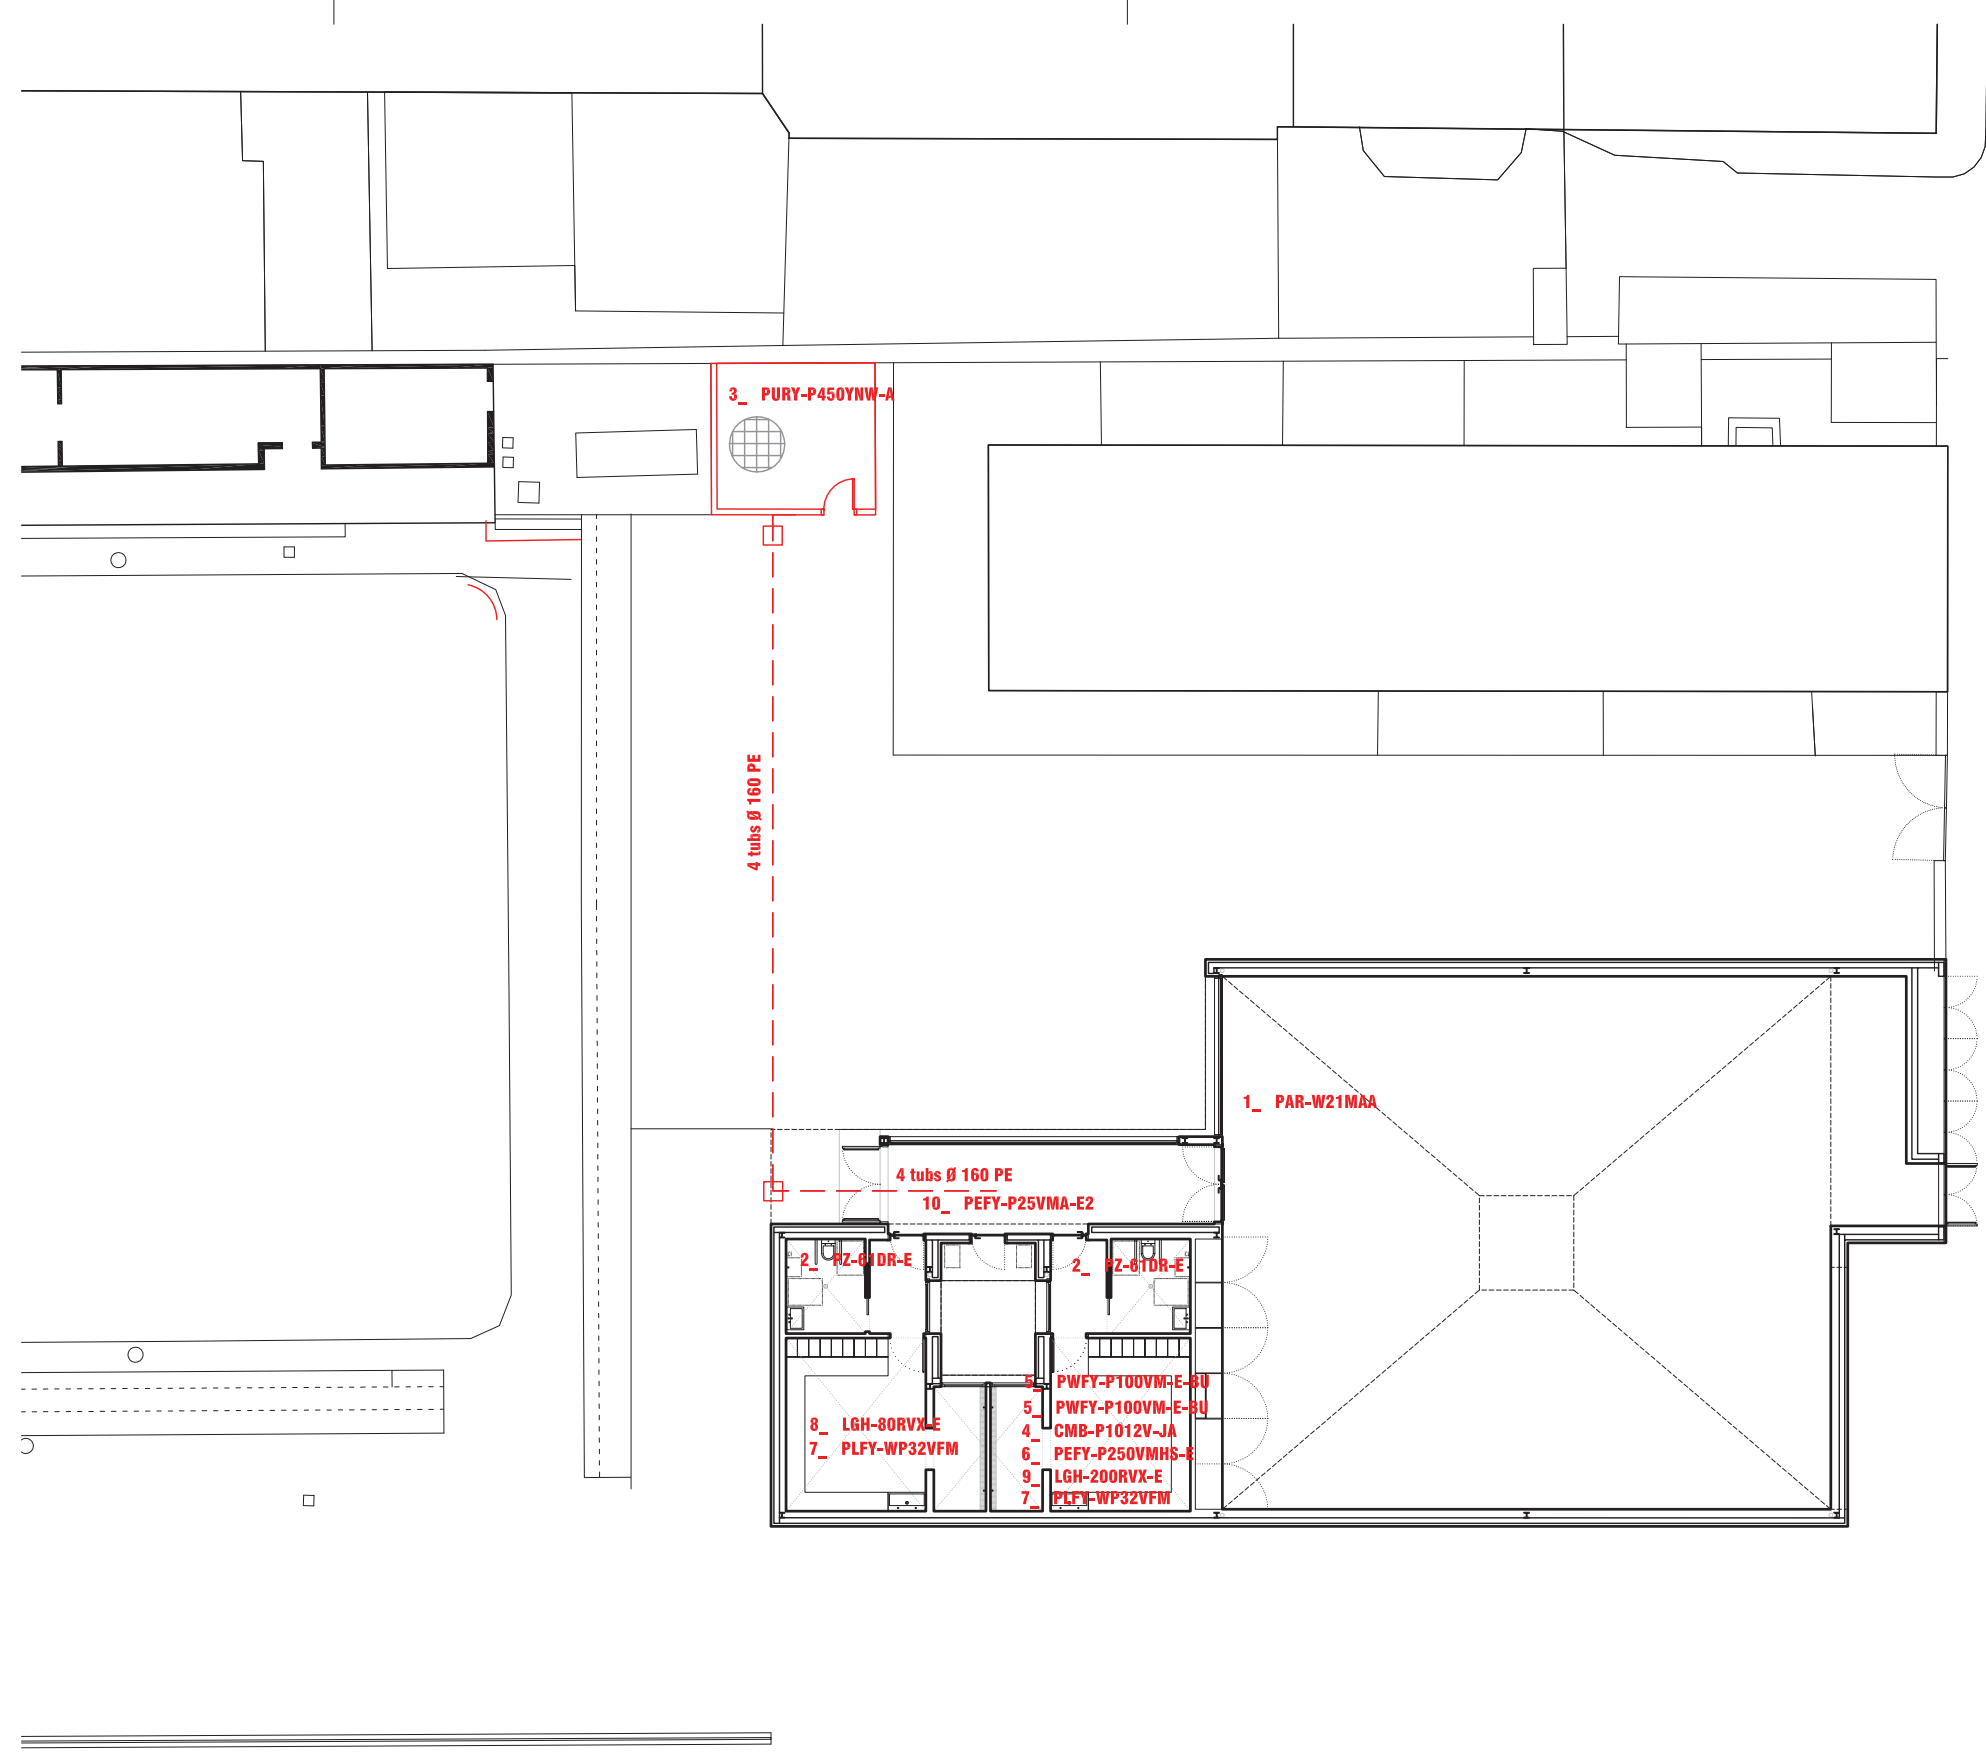 3_ PURY-P450YNW-A
4 tubs Ø 160 PE
1_ PAR-W21MAA
4 tubs Ø 160 PE
10_ PEFY-P25VMA-E2
2_ PZ-61DR-E
2_ PZ-61DR-E
5_ PWFY-P100VM-E-BU
5_ PWFY-P100VM-E-BU
8_ LGH-80RVX-E
4_ CMB-P1012V-JA
7_ PLFY-WP32VFM
6_ PEFY-P250VMHS-E
9_ LGH-200RVX-E
7_ PLFY-WP32VFM